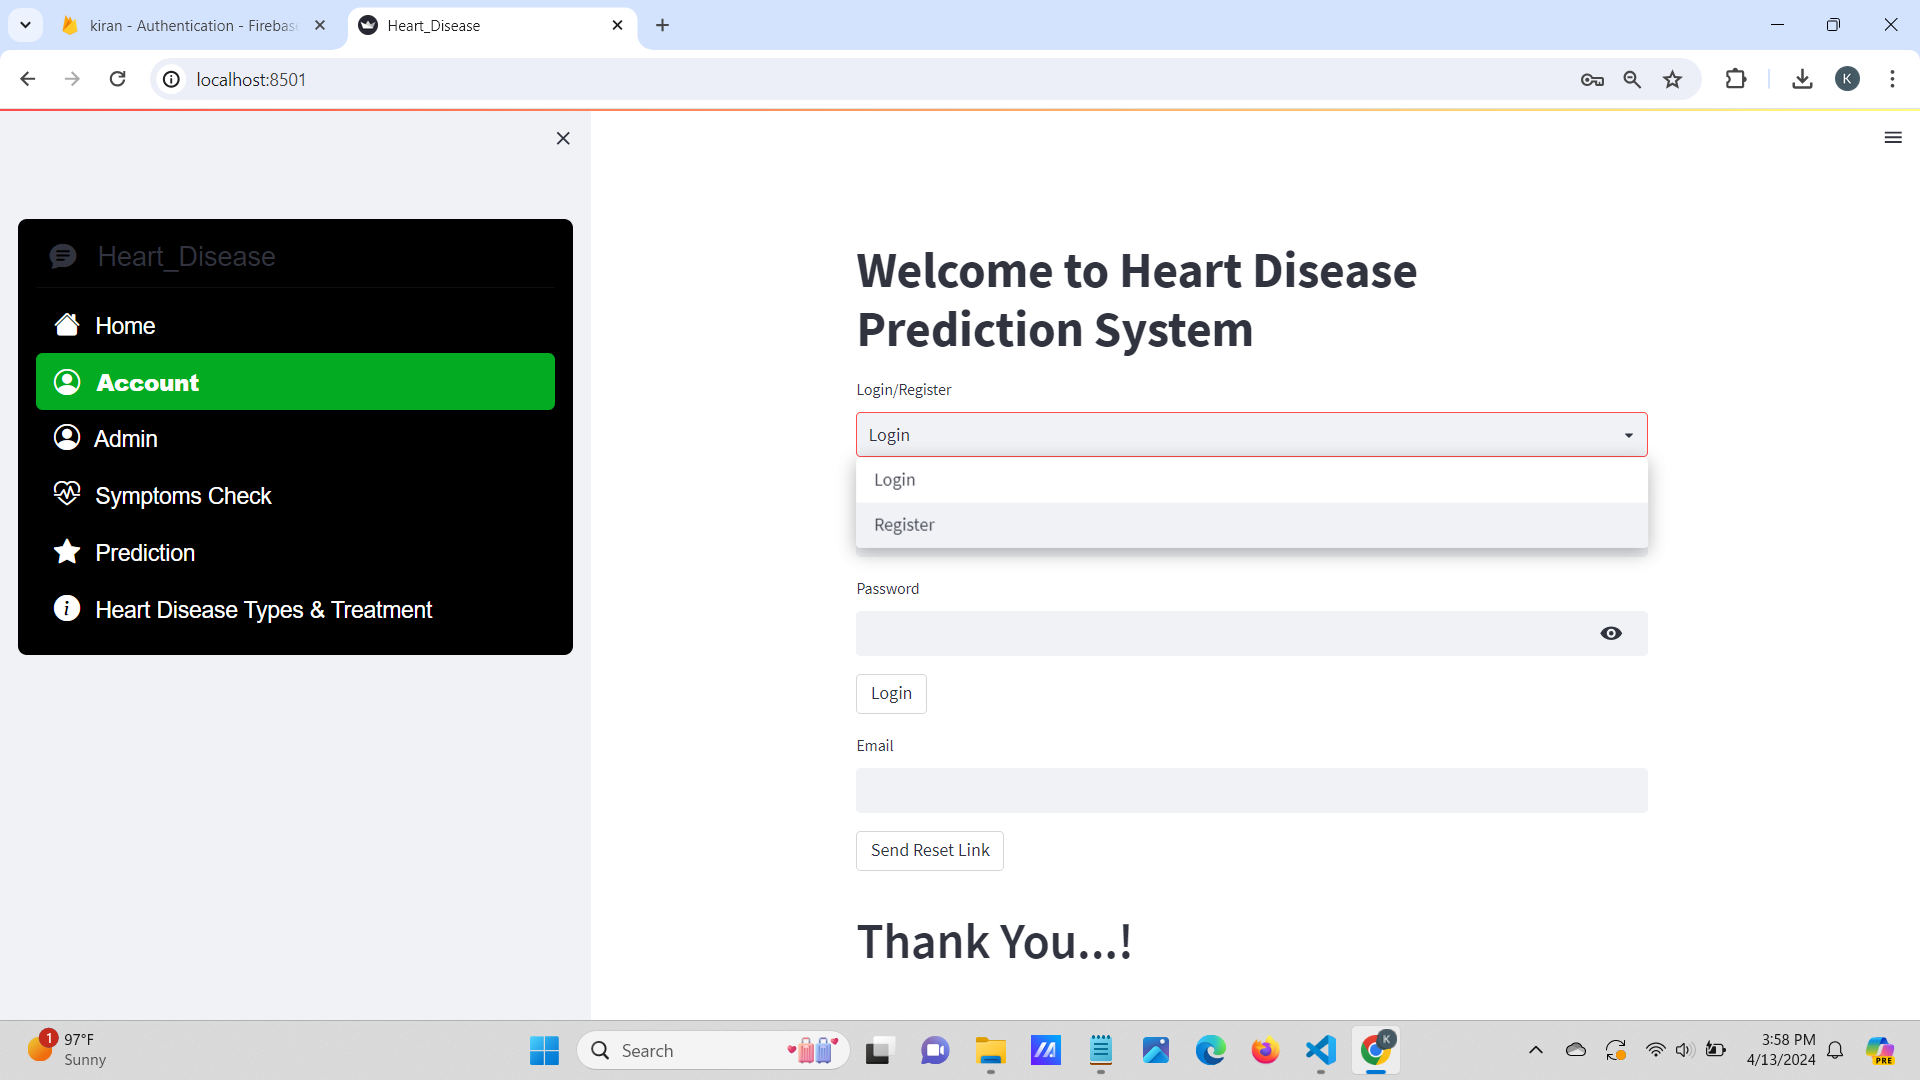 kiran - Authentication - Firebas
Heart_Disease
localhost:8501
K
Heart_Disease
Home
Account
Admin
Symptoms Check
Prediction
Heart Disease Types & Treatment
Welcome to Heart Disease
Prediction System
Login/Register
Login
Login
Register
Password
Login
Email
Send Reset Link
Thank You...!
1
97°F
Sunny
Search
K
3:58 PM
4/13/2024
PRE